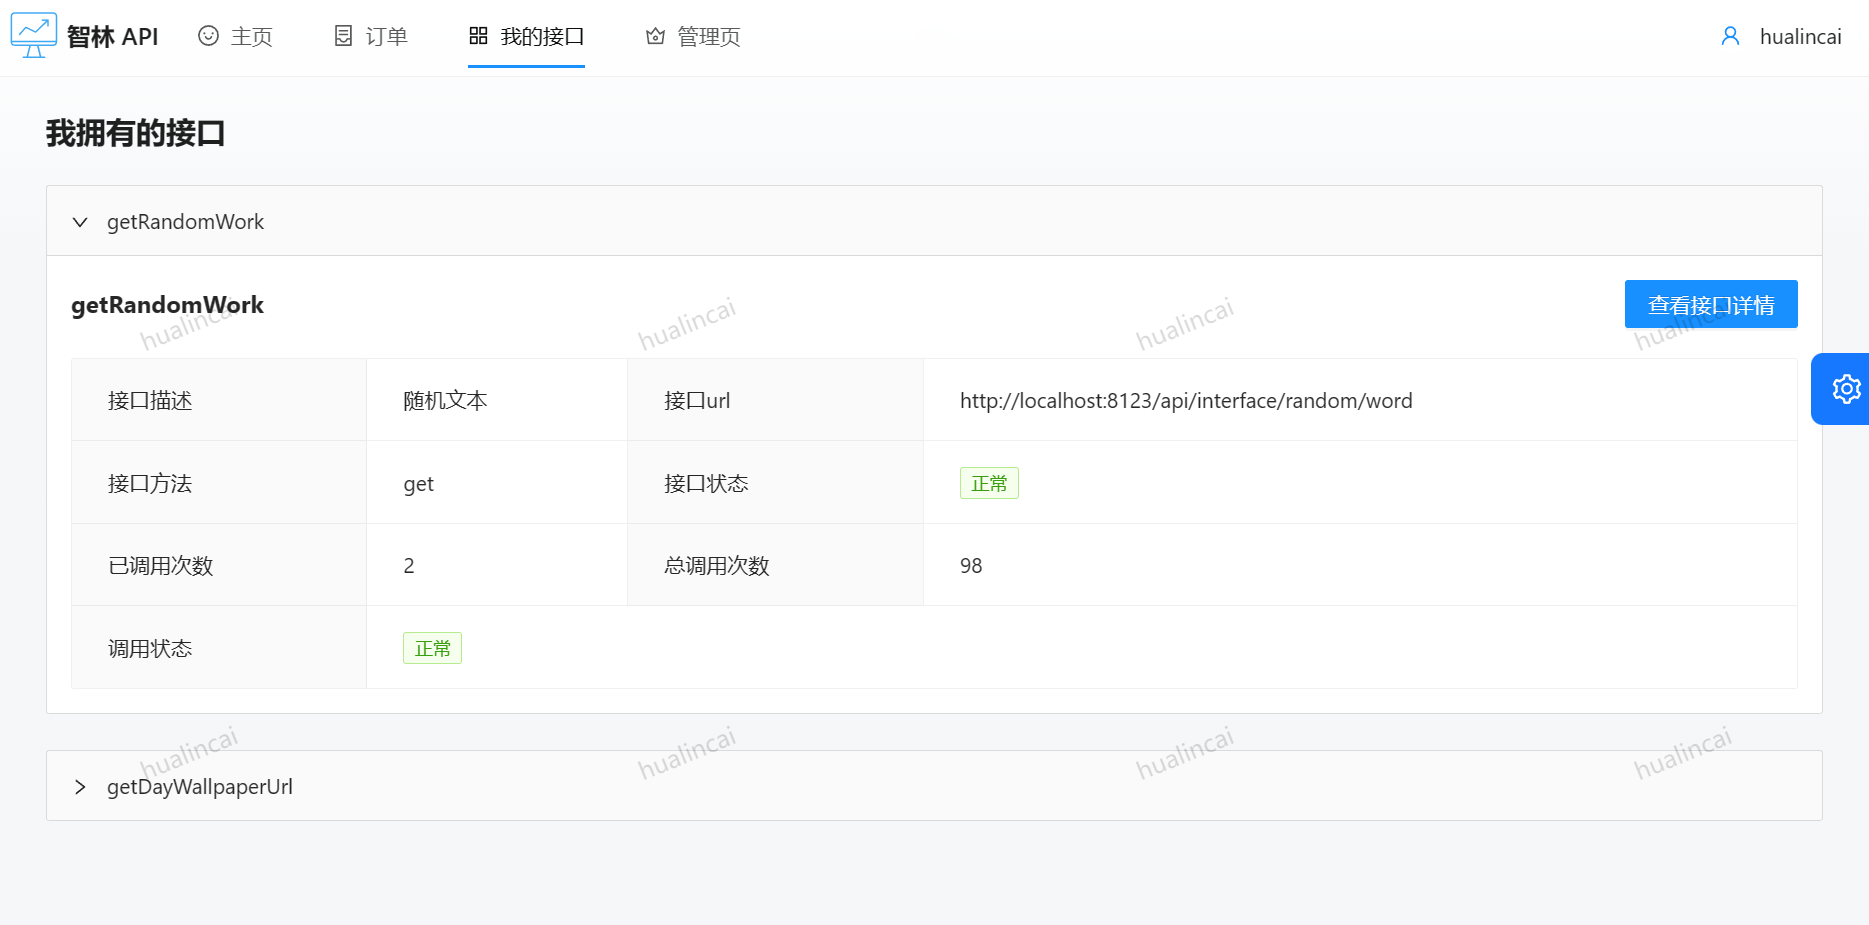 智林 API
主页
订单
我的接口
管理页
hualincai
我拥有的接口
getRandomWork
getRandomWork
查看接口详情
接口描述
随机文本
接口url
http://localhost:8123/api/interface/random/word
接口方法
get
接口状态
正常
已调用次数
2
总调用次数
98
调用状态
正常
getDayWallpaperUrl
hualincai
hualincai
hualincai
hualincai
hualincai
hualincai
hualincai
hualincai